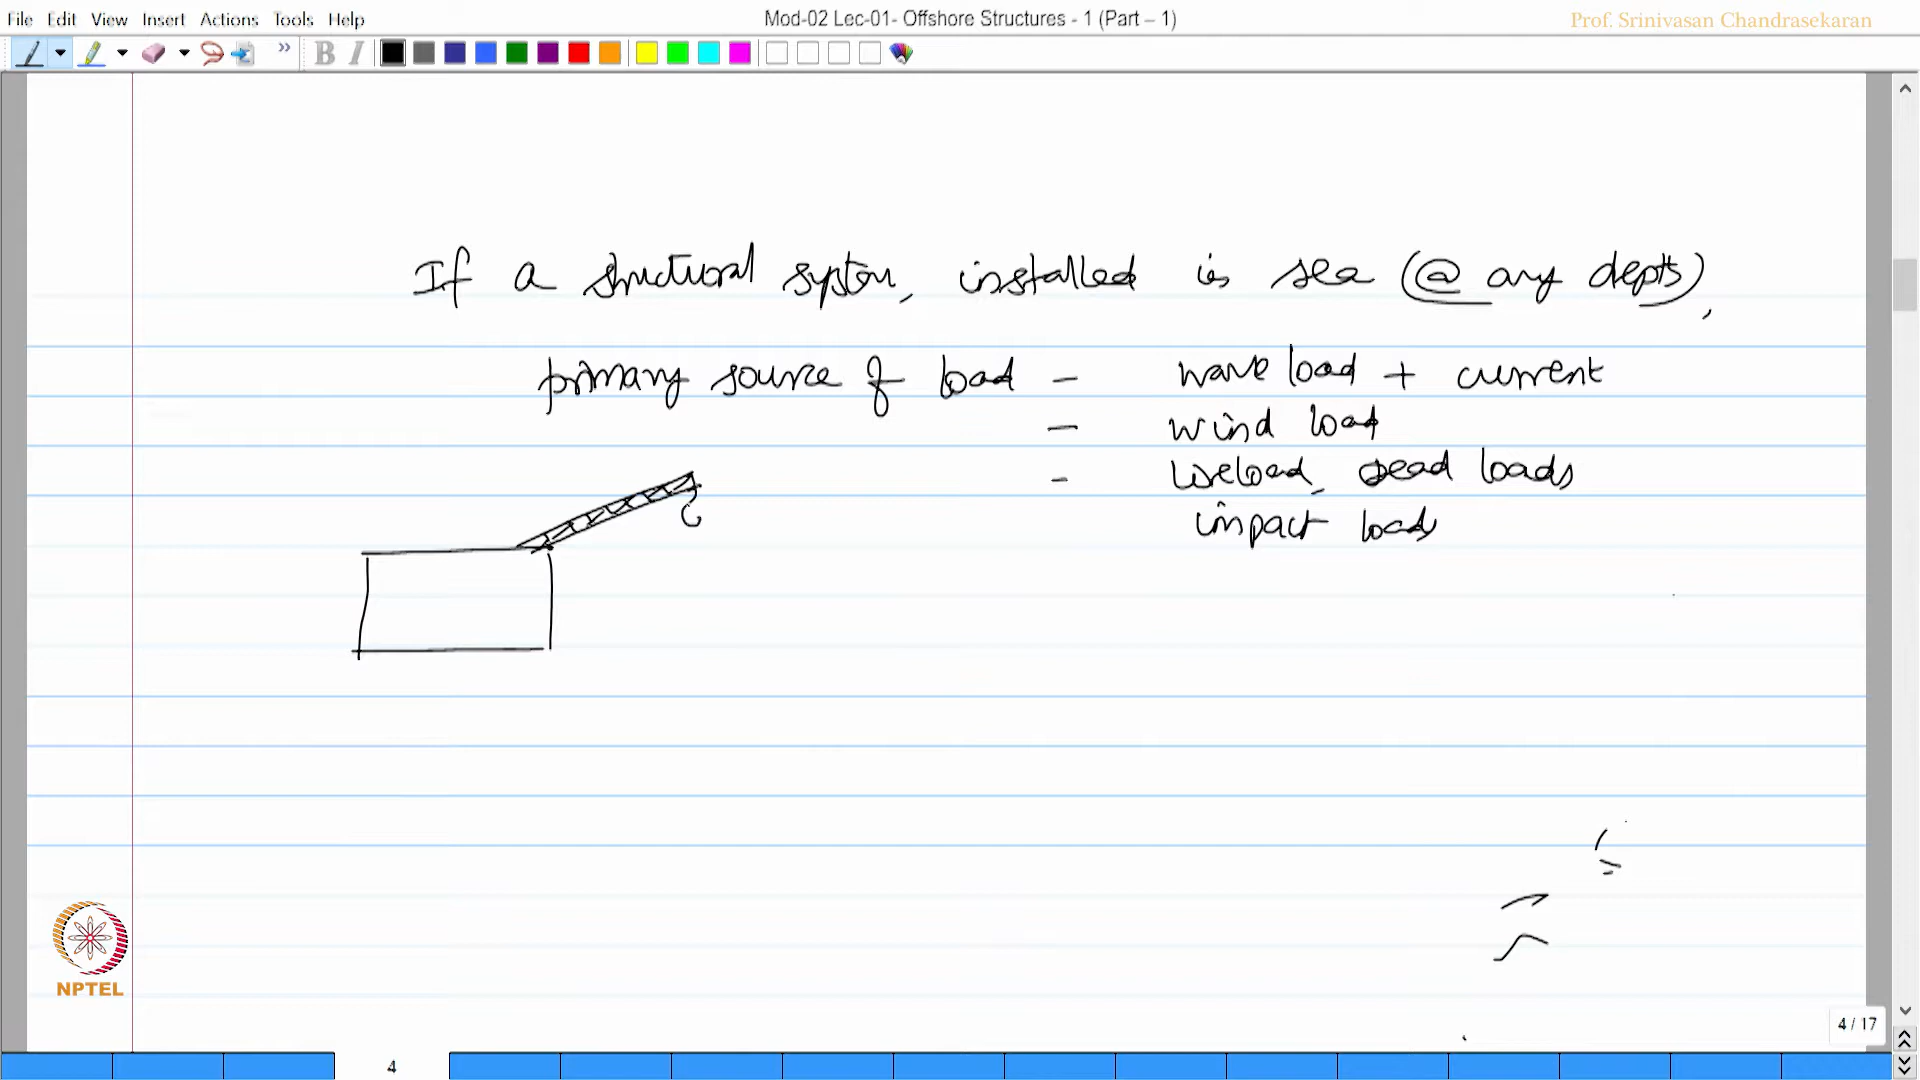 File Edit View Insert Actions Tools Help
Mod-02 Lec-01- Offshore Structures - 1 (Part – 1)
Prof. Srinivasan Chandrasekaran
B I
If a structural system, installed in sea (@ any depth),
primary source of load - wave load + current
- wind load
- live load, dead loads
impact loads
NPTEL
4 / 17
4